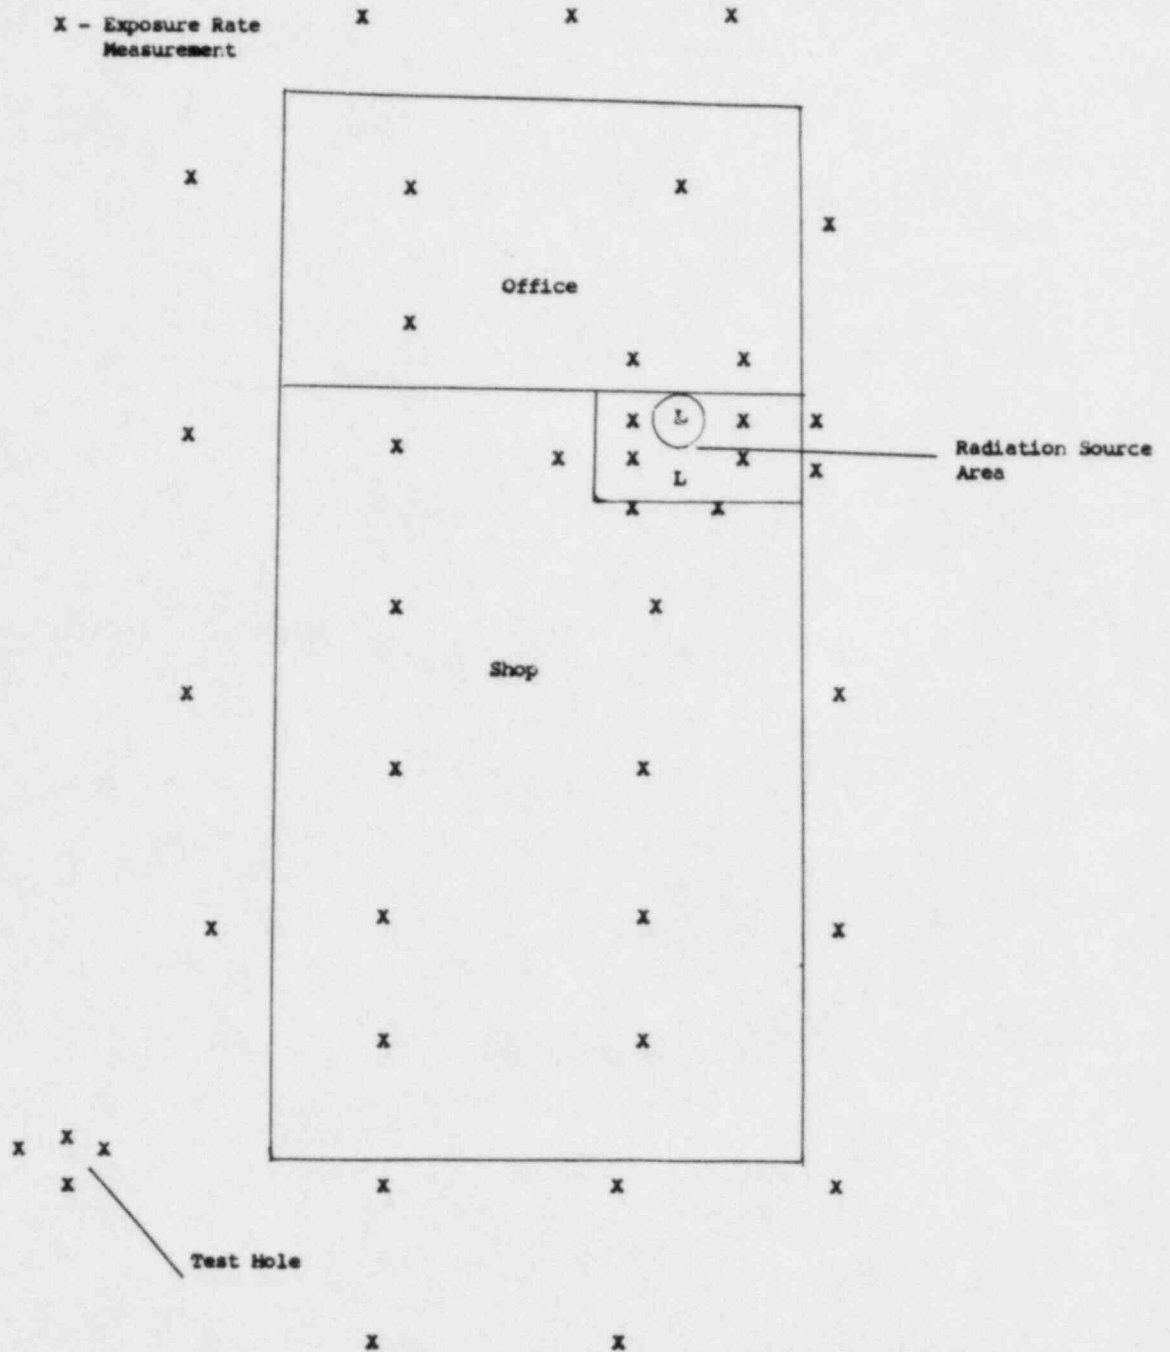 X - Exposure Rate
Measurement
X X X
X
X X
X
Office
X
X X
X L X X
X
X
X X X
Radiation Source
Area
X
L
X X
X X
Shop
X
X
X X
X X
X
X
X X
X X X
X
X X X
Test Hole
X X